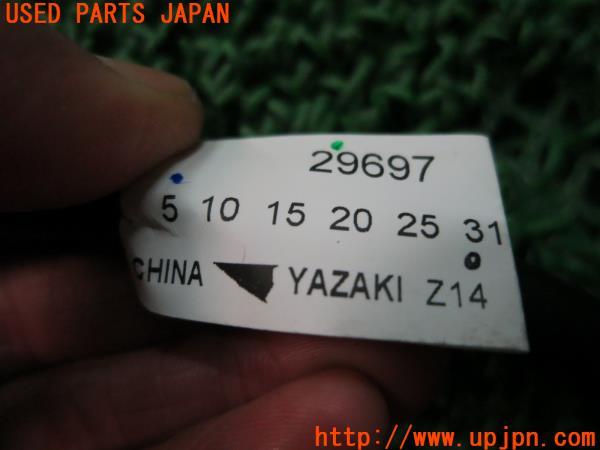 USED PARTS JAPAN
29697
5 10 15 20 25 31
CHINA YAZAKI Z14
http://www.upjpn.com